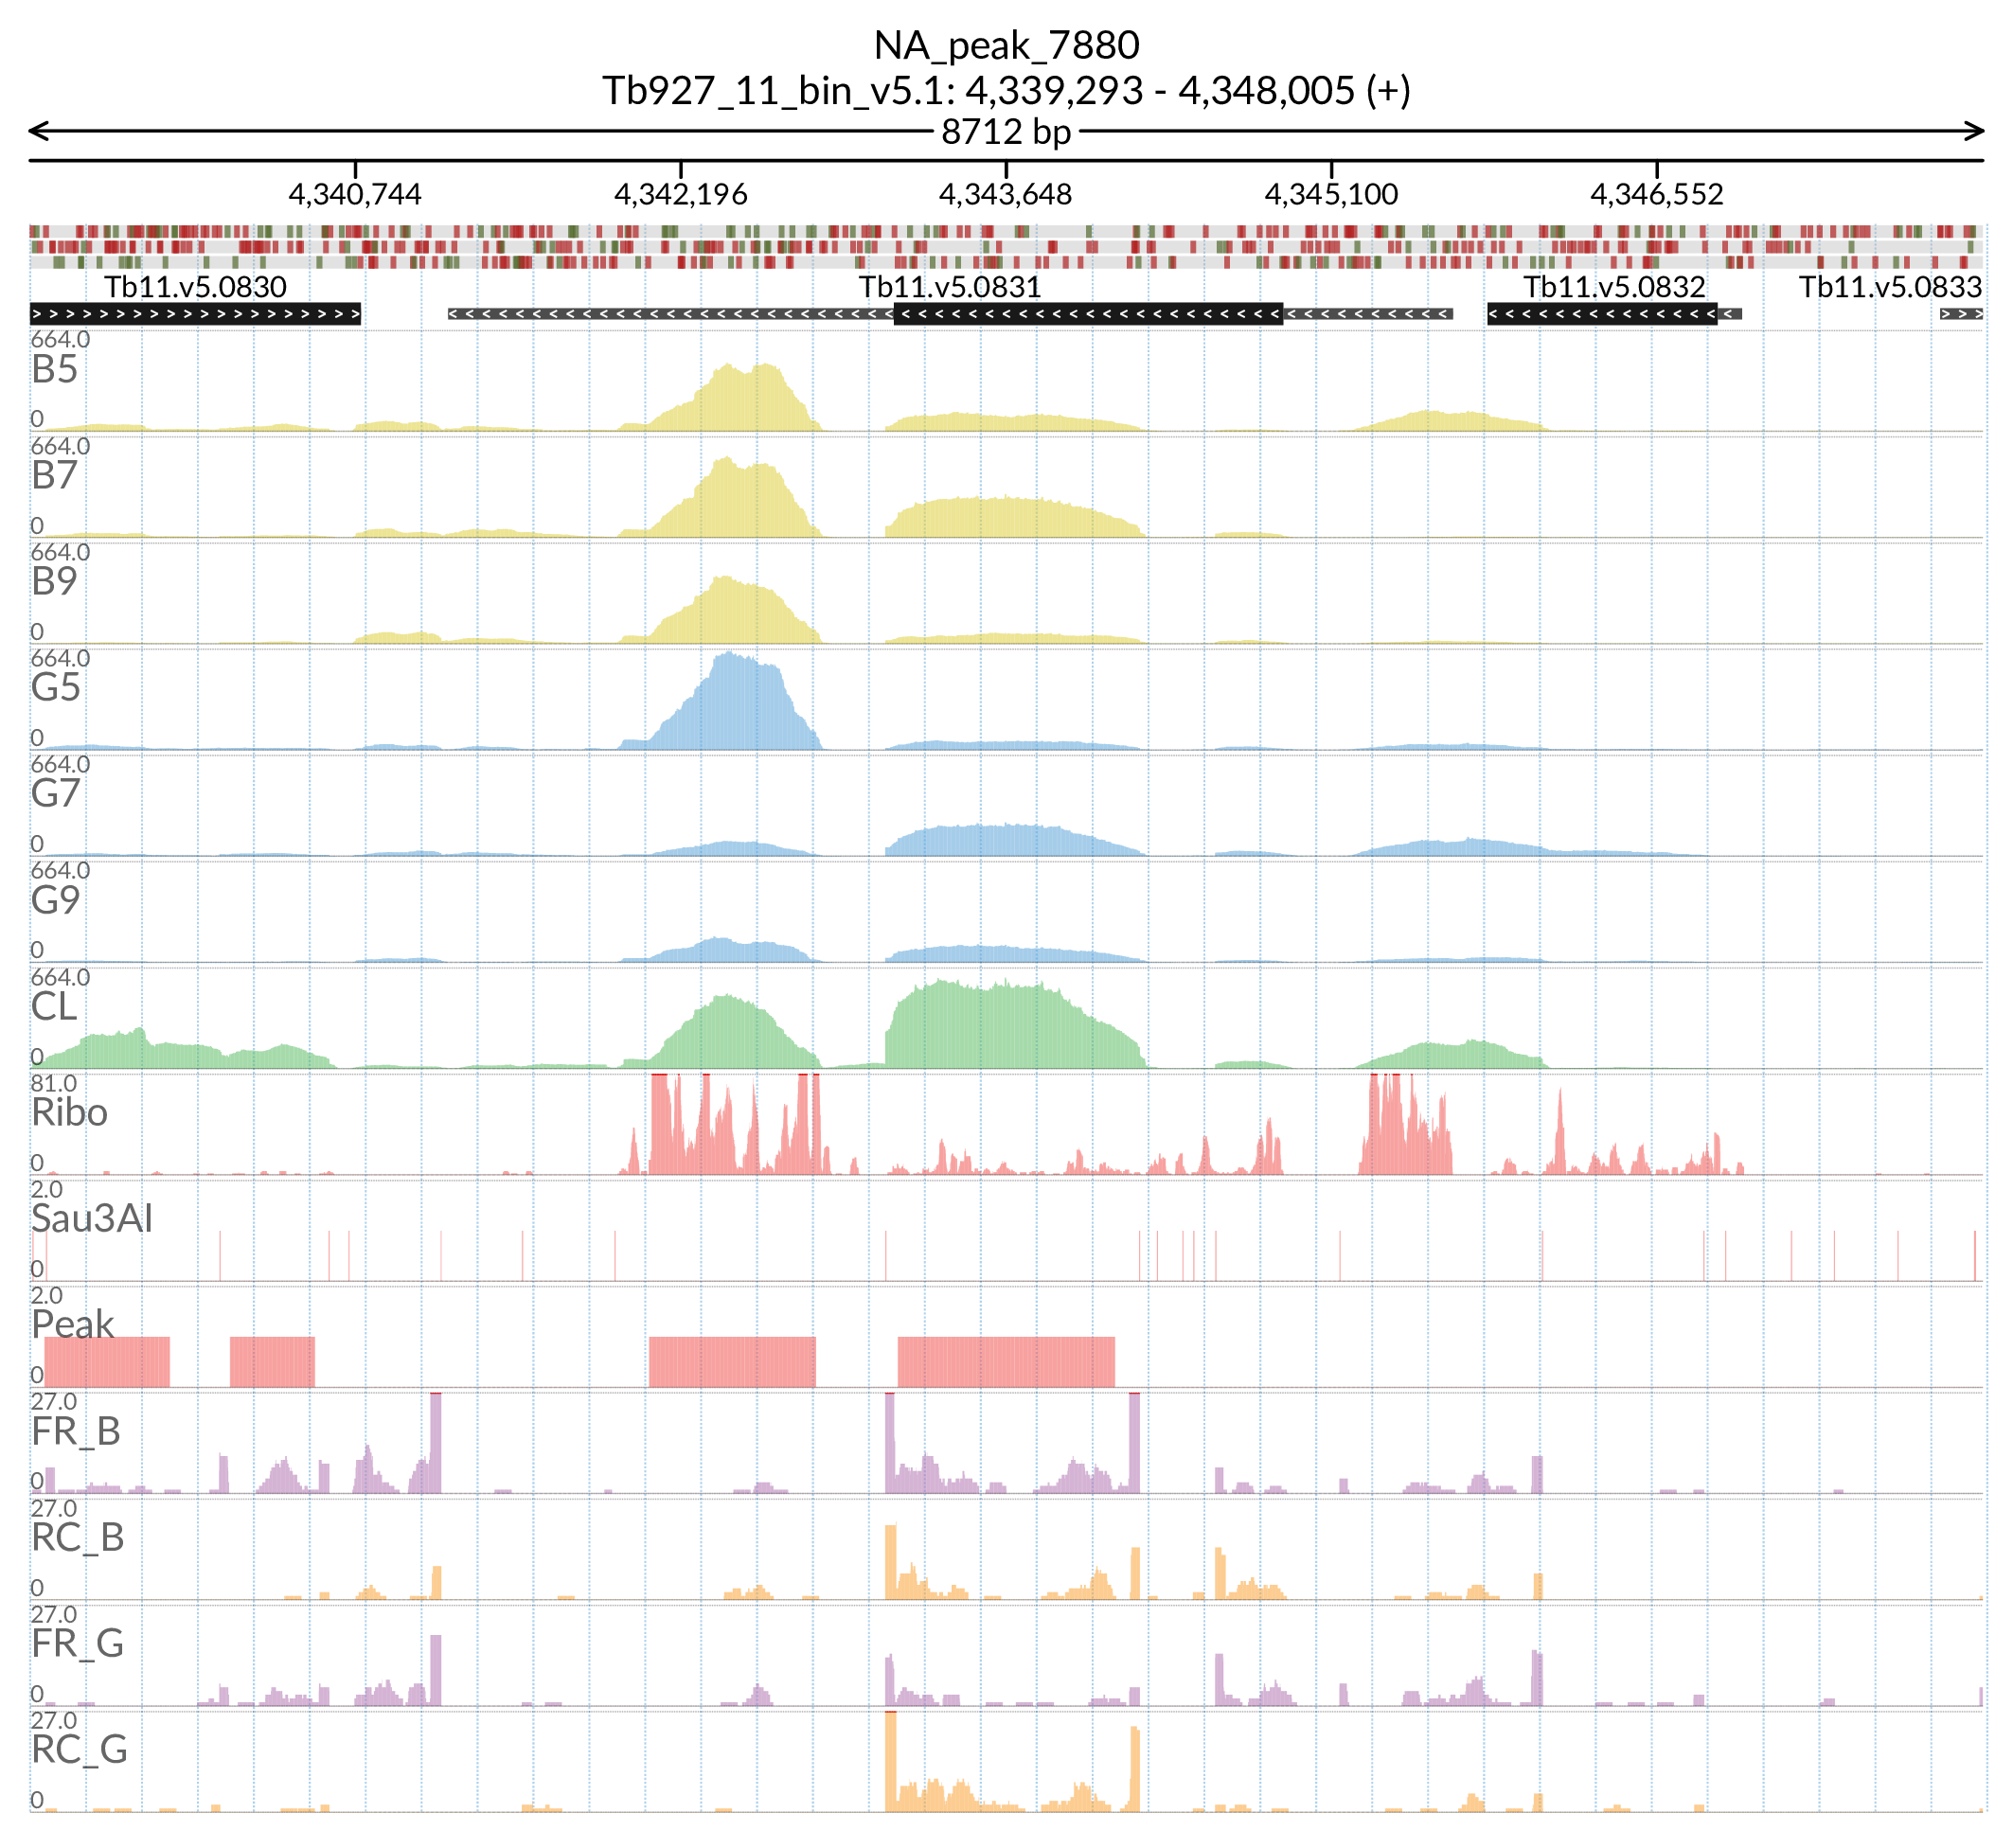 NA_peak_7880
Tb927_11_bin_v5.1: 4,339,293 - 4,348,005 (+)
8712 bp
4,340,744 4,342,196 4,343,648 4,345,100 4,346,552
Tb11.v5.0830 Tb11.v5.0831 Tb11.v5.0832 Tb11.v5.0833
664.0
B5
0
664.0
B7
0
664.0
B9
0
664.0
G5
0
664.0
G7
0
664.0
G9
0
664.0
CL
0
81.0
Ribo
0
2.0
Sau3AI
0
2.0
Peak
0
27.0
FR_B
0
27.0
RC_B
0
27.0
FR_G
0
27.0
RC_G
0